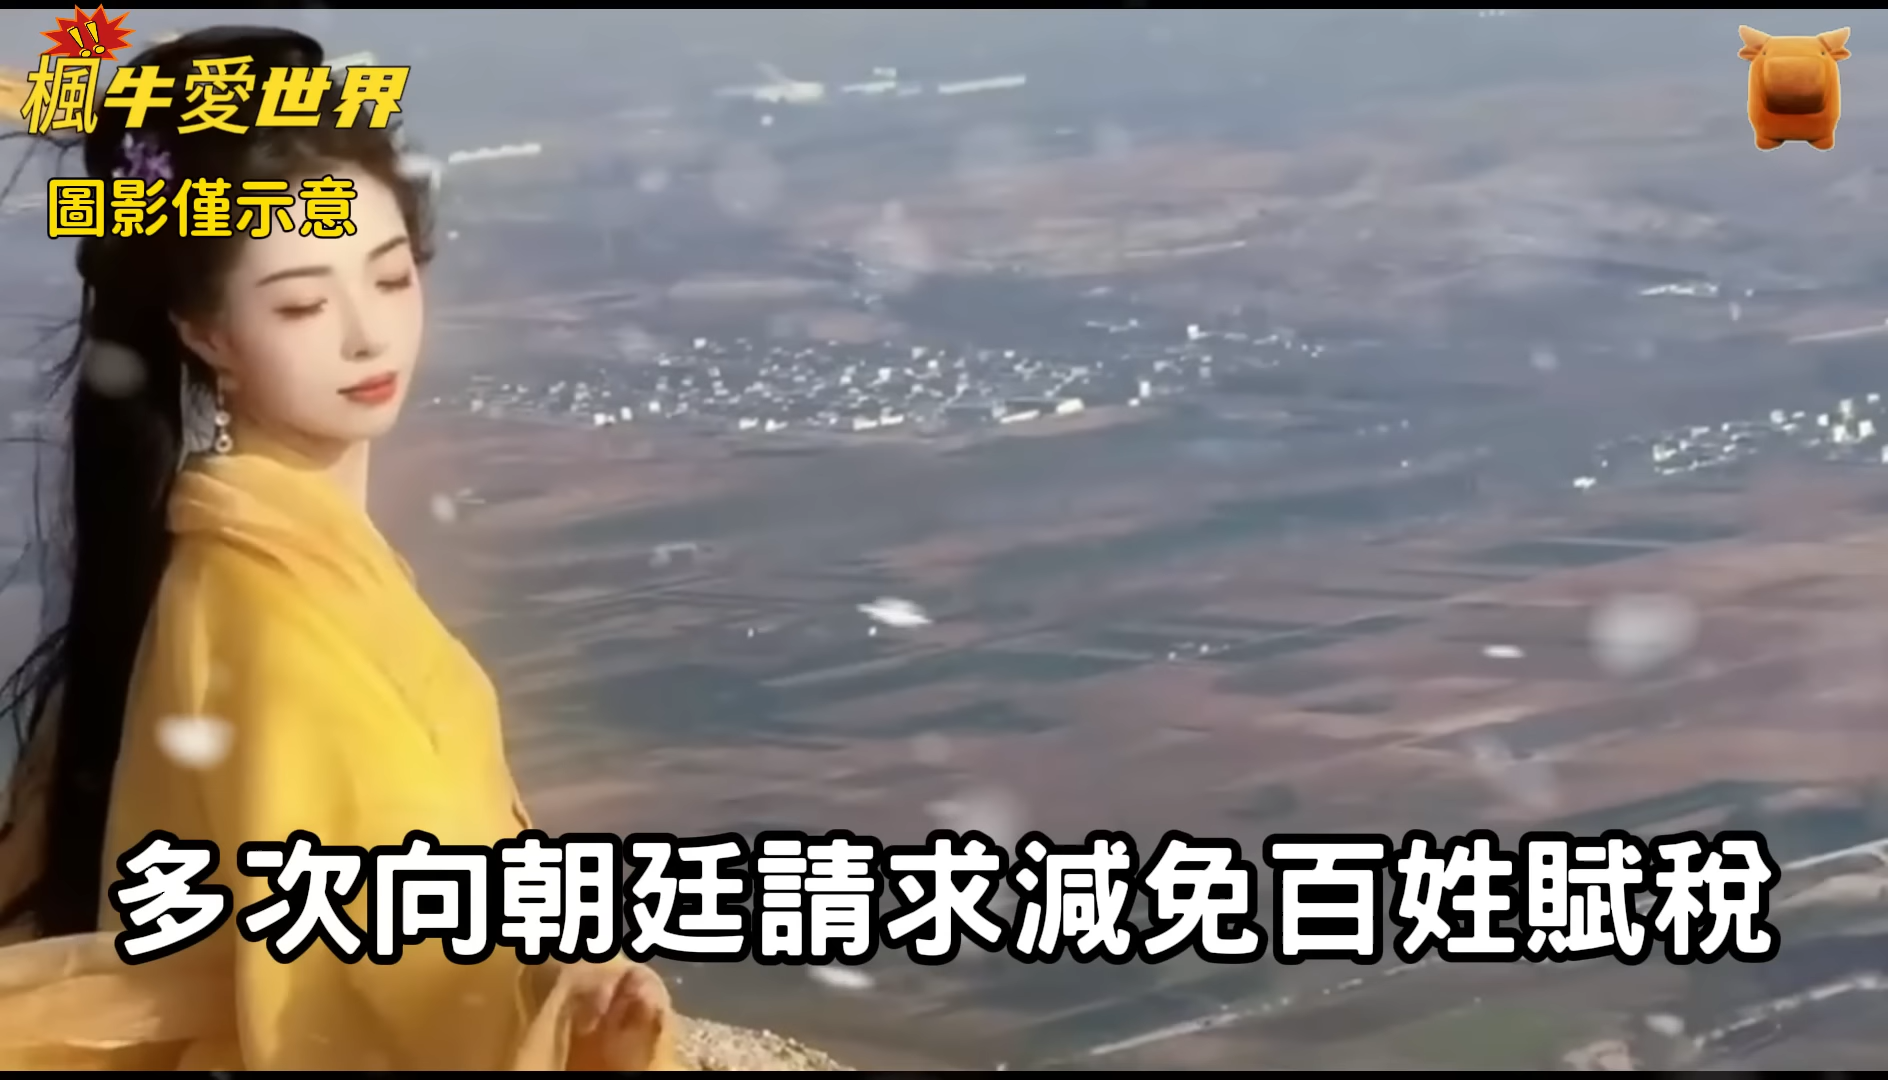 楓牛愛世界
圖影僅示意
多次向朝廷請求減免百姓賦稅